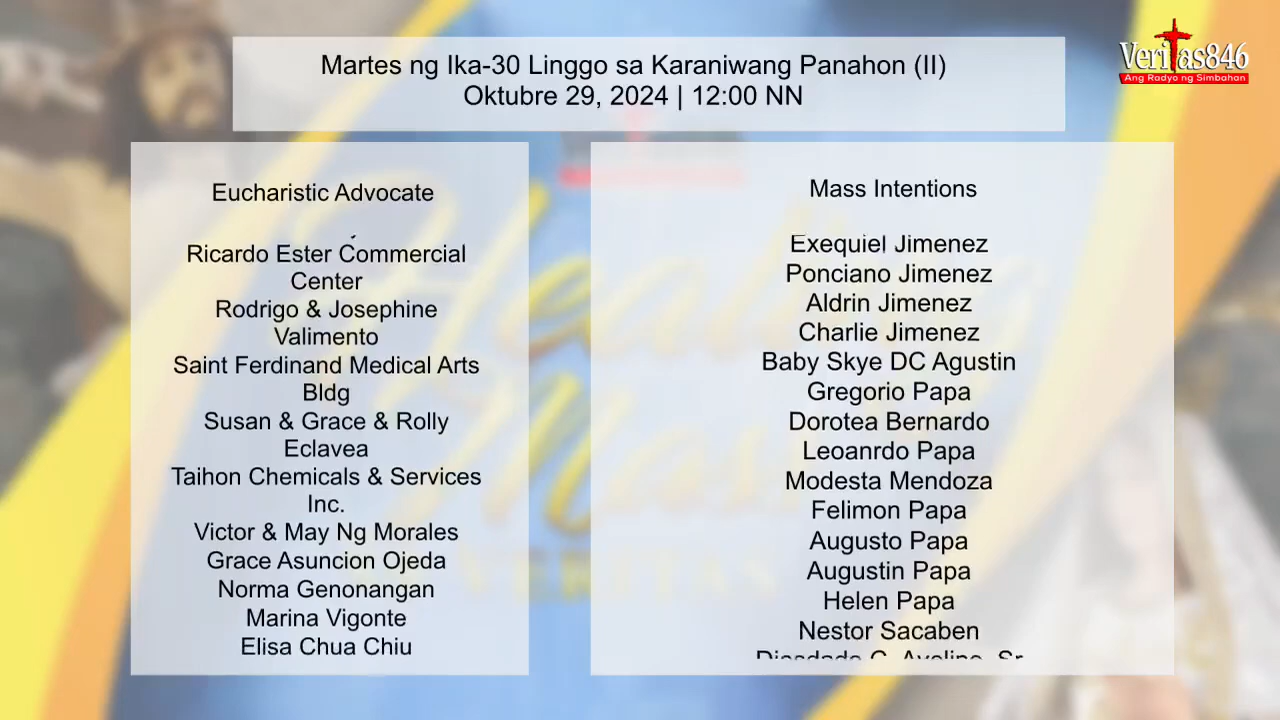 Martes ng Ika-30 Linggo sa Karaniwang Panahon (II)
Oktubre 29, 2024 | 12:00 NN
Veritas846
Ang Radyo ng Simbahan
Eucharistic Advocate
Ricardo Ester Commercial
Center
Rodrigo & Josephine
Valimento
Saint Ferdinand Medical Arts
Bldg
Susan & Grace & Rolly
Eclavea
Taihon Chemicals & Services
Inc.
Victor & May Ng Morales
Grace Asuncion Ojeda
Norma Genonangan
Marina Vigonte
Elisa Chua Chiu
Mass Intentions
Exequiel Jimenez
Ponciano Jimenez
Aldrin Jimenez
Charlie Jimenez
Baby Skye DC Agustin
Gregorio Papa
Dorotea Bernardo
Leoanrdo Papa
Modesta Mendoza
Felimon Papa
Augusto Papa
Augustin Papa
Helen Papa
Nestor Sacaben
Healing
Mass
VERITAS